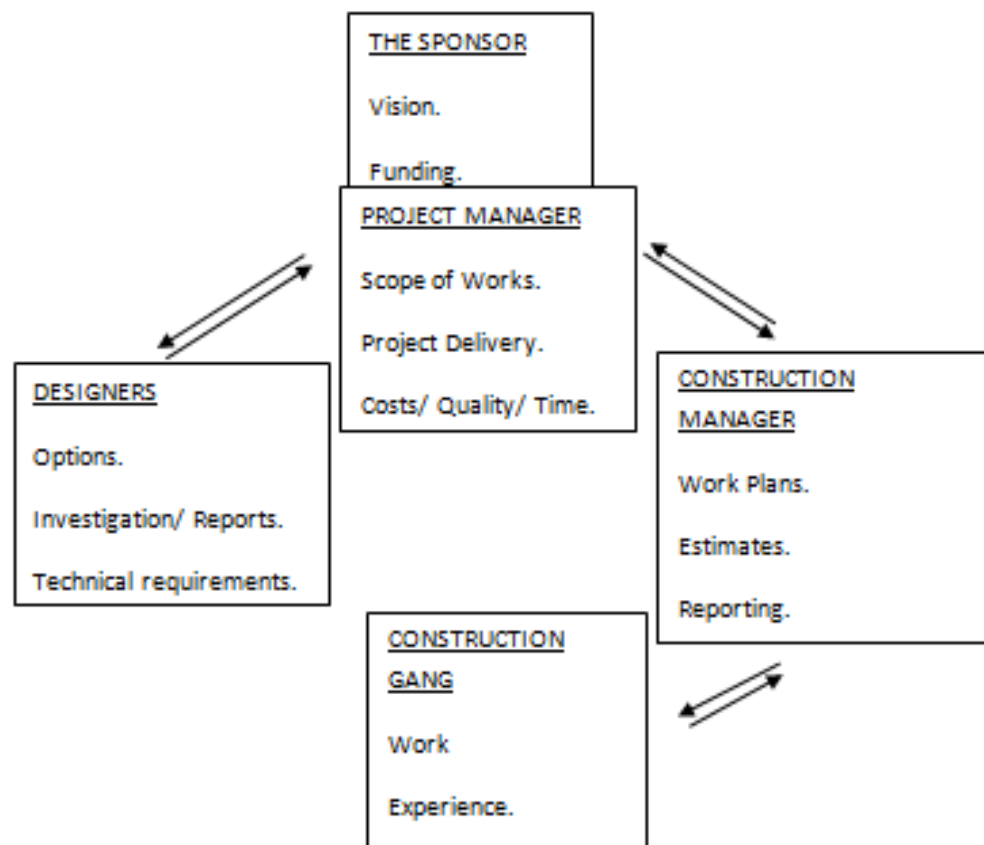 THE SPONSOR
Vision.
Funding.
PROJECT MANAGER
Scope of Works.
Project Delivery.
Costs/ Quality/ Time.
DESIGNERS
Options.
Investigation/ Reports.
Technical requirements.
CONSTRUCTION
MANAGER
Work Plans.
Estimates.
Reporting.
CONSTRUCTION
GANG
Work
Experience.